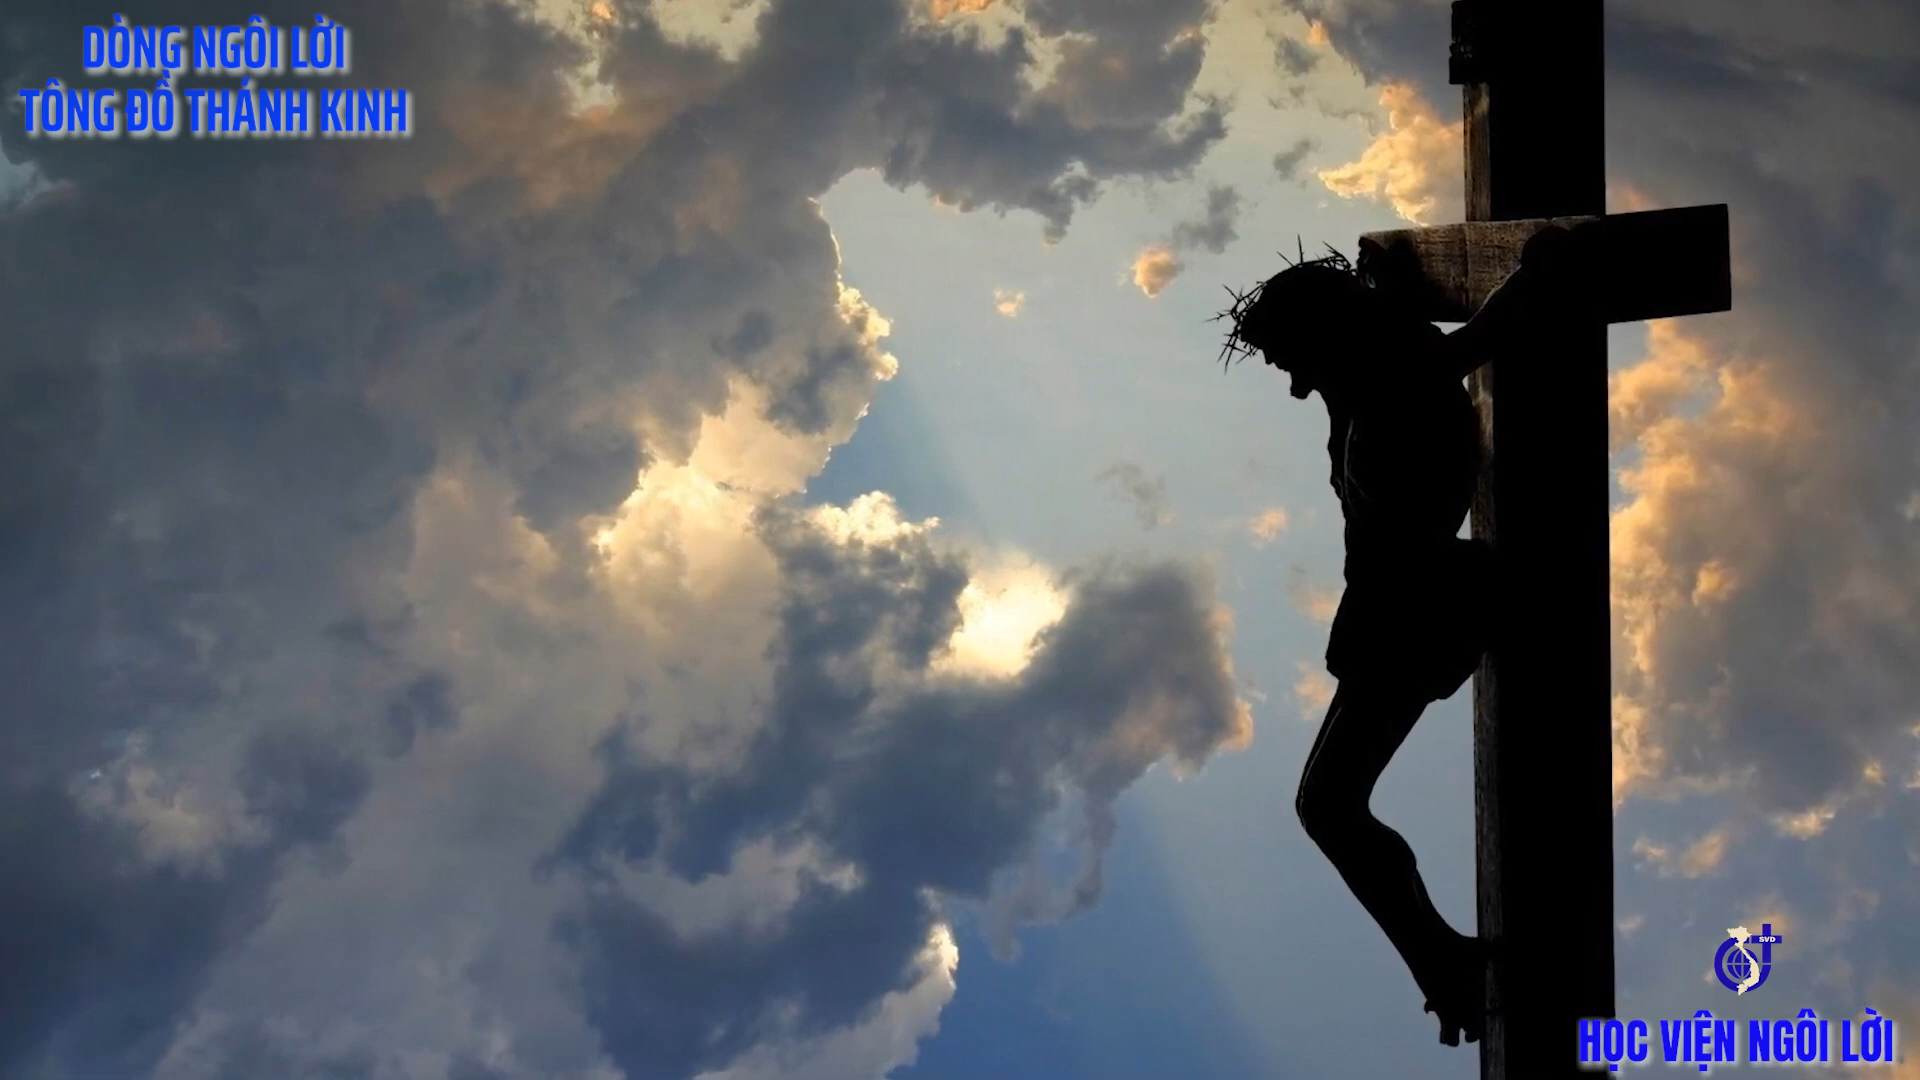 DÒNG NGÔI LỜI
TÔNG ĐỒ THÁNH KINH
SVD
HỌC VIỆN NGÔI LỜI